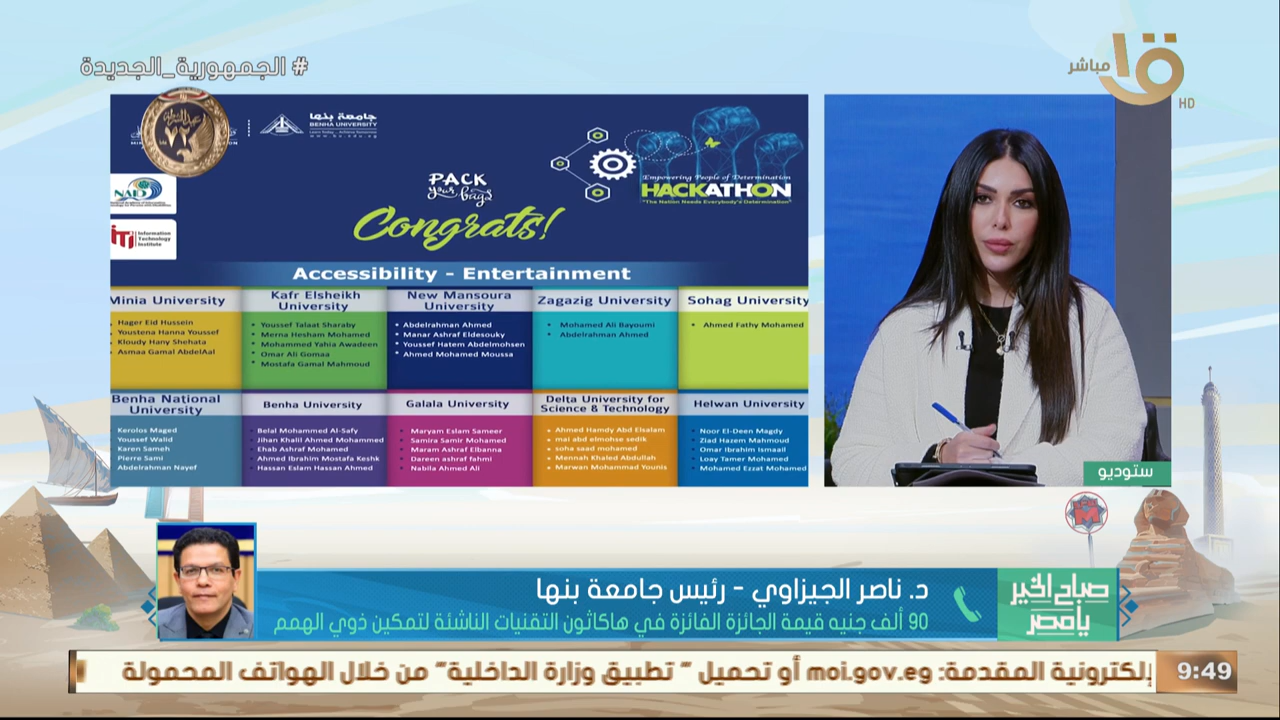 # الجمهورية_الجديدة
مباشر
HD
عيد الشرطة
٧٢
جامعة بنها
BENHA UNIVERSITY
NAID
ITI
Information
Technology
Institute
PACK
your bags
Congrats!
Empowering People of Determination
HACKATHON
"The Nation Needs Everybody's Determination"
Accessibility - Entertainment
Minia University
Hager Eid Hussein
Youstena Hanna Youssef
Kloudy Hany Shehata
Asmaa Gamal AbdelAal
Kafr Elsheikh
University
Youssef Talaat Sharaby
Merna Hesham Mohamed
Mohammed Yahia Awadeen
Omar Ali Gomaa
Mostafa Gamal Mahmoud
New Mansoura
University
Abdelrahman Ahmed
Manar Ashraf Eldesouky
Youssef Hatem Abdelmohsen
Ahmed Mohamed Moussa
Zagazig University
Mohamed Ali Bayoumi
Abdelrahman Ahmed
Sohag University
Ahmed Fathy Mohamed
Benha National
University
Kerolos Maged
Youssef Walid
Karen Sameh
Pierre Sami
Abdelrahman Nayef
Benha University
Belal Mohammed Al-Safy
Jihan Khalil Ahmed Mohammed
Ehab Ashraf Mohamed
Ahmed Ibrahim Mostafa Keshk
Hassan Eslam Hassan Ahmed
Galala University
Maryam Eslam Sameer
Samira Samir Mohamed
Maram Ashraf Elbanna
Dareen ashraf fahmi
Nabila Ahmed Ali
Delta University for
Science & Technology
Ahmed Hamdy Abd Elsalam
mai abd elmohse sedik
soha saad mohamed
Mennah Khaled Abdullah
Marwen Mohammad Younis
Helwan University
Noor El-Deen Magdy
Ziad Hazem Mahmoud
Omar Ibrahim Ismaail
Loay Tamer Mohamed
Mohamed Ezzat Mohamed
ستوديو
صباح الخير
يا مصر
د. ناصر الجيزاوي - رئيس جامعة بنها
90 ألف جنيه قيمة الجائزة الفائزة في هاكاثون التقنيات الناشئة لتمكين ذوي الهمم
9:49
إلكترونية المقدمة: moi.gov.eg أو تحميل " تطبيق وزارة الداخلية" من خلال الهواتف المحمولة